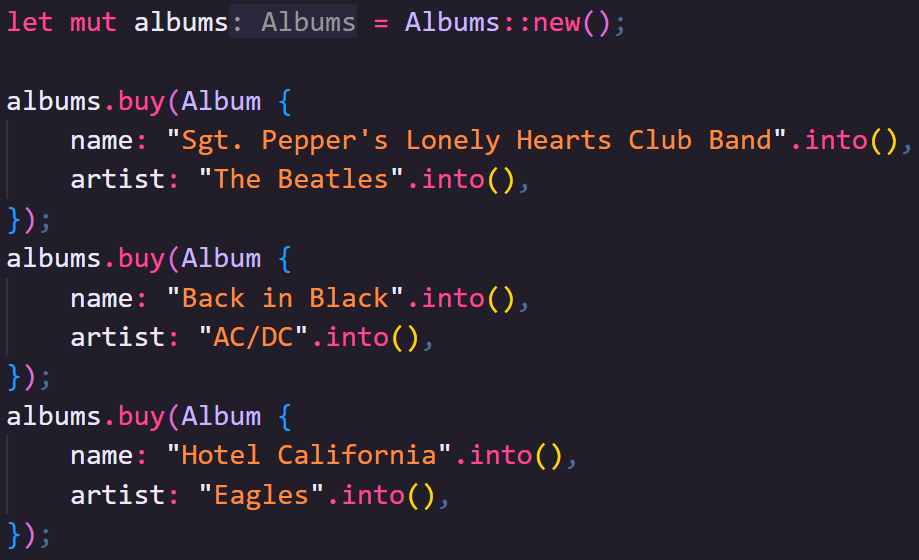 let mut albums: Albums = Albums::new();

albums.buy(Album {
    name: "Sgt. Pepper's Lonely Hearts Club Band".into(),
    artist: "The Beatles".into(),
});
albums.buy(Album {
    name: "Back in Black".into(),
    artist: "AC/DC".into(),
});
albums.buy(Album {
    name: "Hotel California".into(),
    artist: "Eagles".into(),
});